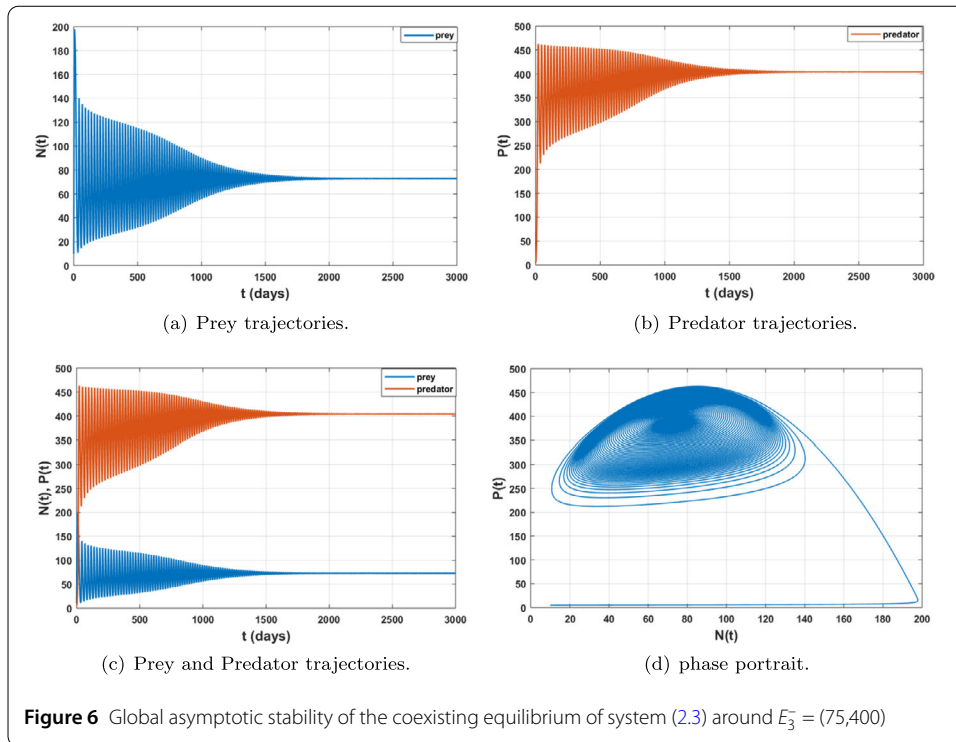 200
180
160
140
120
100
80
60
40
20
0
N(t)
prey
0 500 1000 1500 2000 2500 3000
t (days)
(a) Prey trajectories.
500
450
400
350
300
250
200
150
100
50
0
P(t)
predator
0 500 1000 1500 2000 2500 3000
t (days)
(b) Predator trajectories.
500
450
400
350
300
250
200
150
100
50
0
N(t), P(t)
prey
predator
0 500 1000 1500 2000 2500 3000
t (days)
(c) Prey and Predator trajectories.
500
450
400
350
300
250
200
150
100
50
0
P(t)
0 20 40 60 80 100 120 140 160 180 200
N(t)
(d) phase portrait.
Figure 6 Global asymptotic stability of the coexisting equilibrium of system (2.3) around E₃⁻ = (75,400)